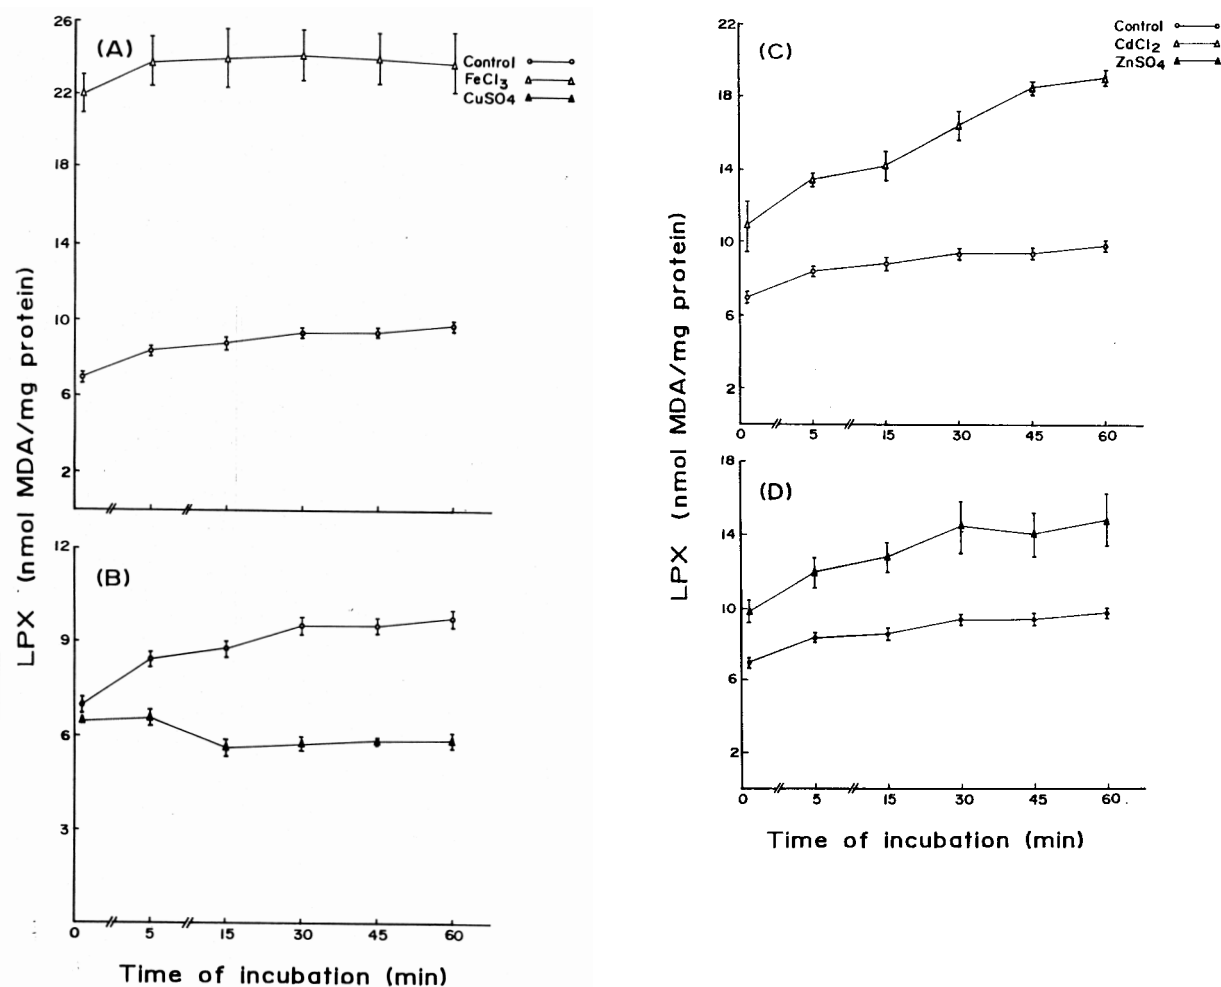 26
(A)
Control
FeCl3
CuSO4
22
18
14
10
6
2
12
(B)
9
6
3
0 5 15 30 45 60
Time of incubation (min)
LPX (nmol MDA/mg protein)
22
(C)
Control
CdCl2
ZnSO4
18
14
10
6
2
0 5 15 30 45 60
18
(D)
14
10
6
2
0 5 15 30 45 60
Time of incubation (min)
LPX (nmol MDA/mg protein)